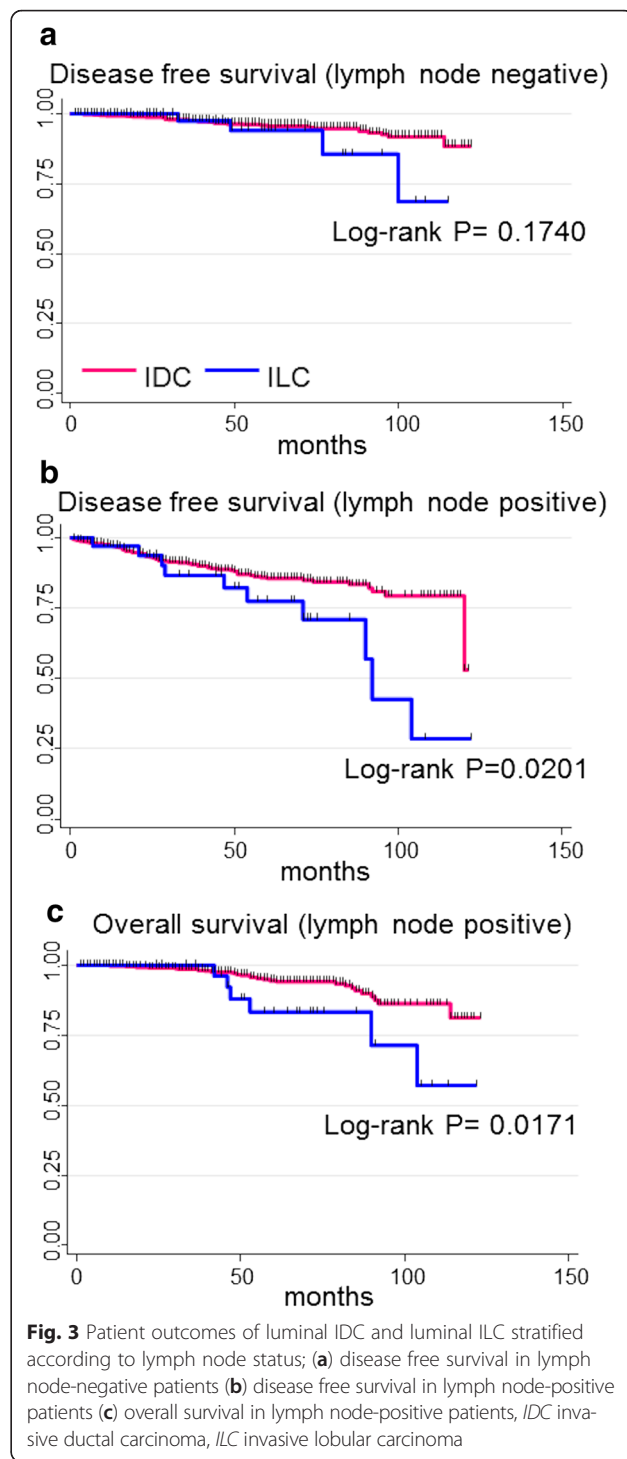 a
Disease free survival (lymph node negative)
1.00
0.75
0.50
0.25
0.00
Log-rank P= 0.1740
IDC ILC
0 50 100 150
months
b
Disease free survival (lymph node positive)
1.00
0.75
0.50
0.25
0.00
Log-rank P=0.0201
0 50 100 150
months
c
Overall survival (lymph node positive)
1.00
0.75
0.50
0.25
0.00
Log-rank P= 0.0171
0 50 100 150
months
Fig. 3 Patient outcomes of luminal IDC and luminal ILC stratified
according to lymph node status; (a) disease free survival in lymph
node-negative patients (b) disease free survival in lymph node-positive
patients (c) overall survival in lymph node-positive patients, IDC inva-
sive ductal carcinoma, ILC invasive lobular carcinoma